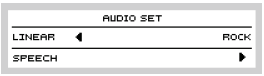 AUDIO SET
LINEAR ◀ ROCK
SPEECH ▶